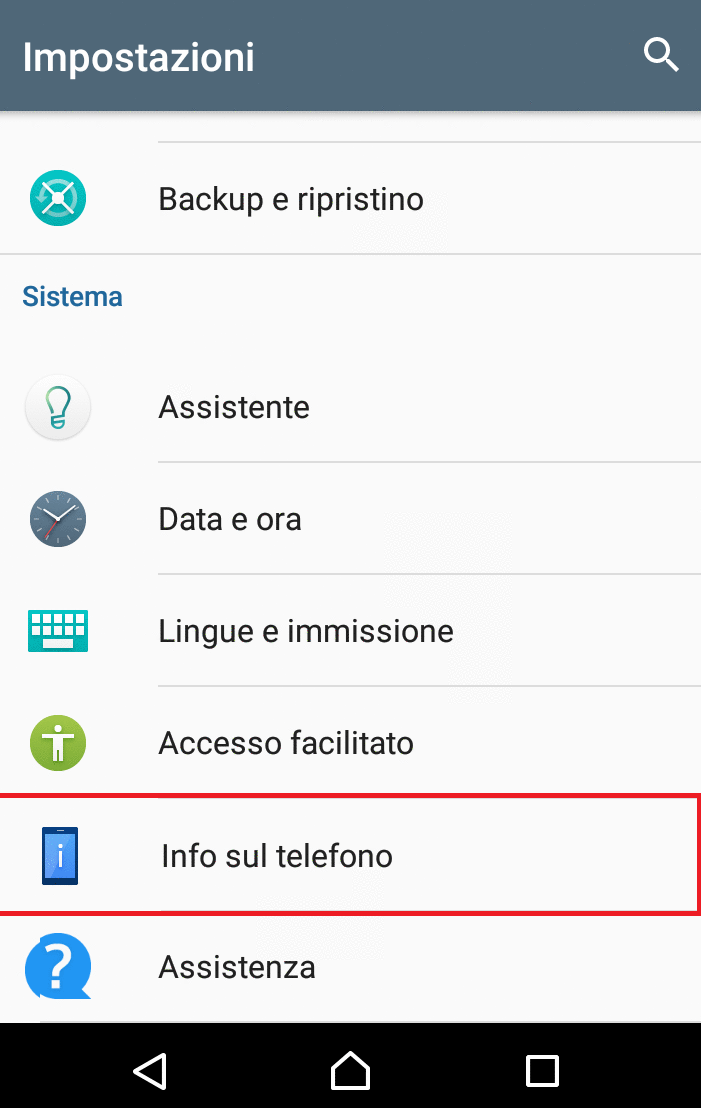 Impostazioni
Backup e ripristino
Sistema
Assistente
Data e ora
Lingue e immissione
Accesso facilitato
i Info sul telefono
? Assistenza